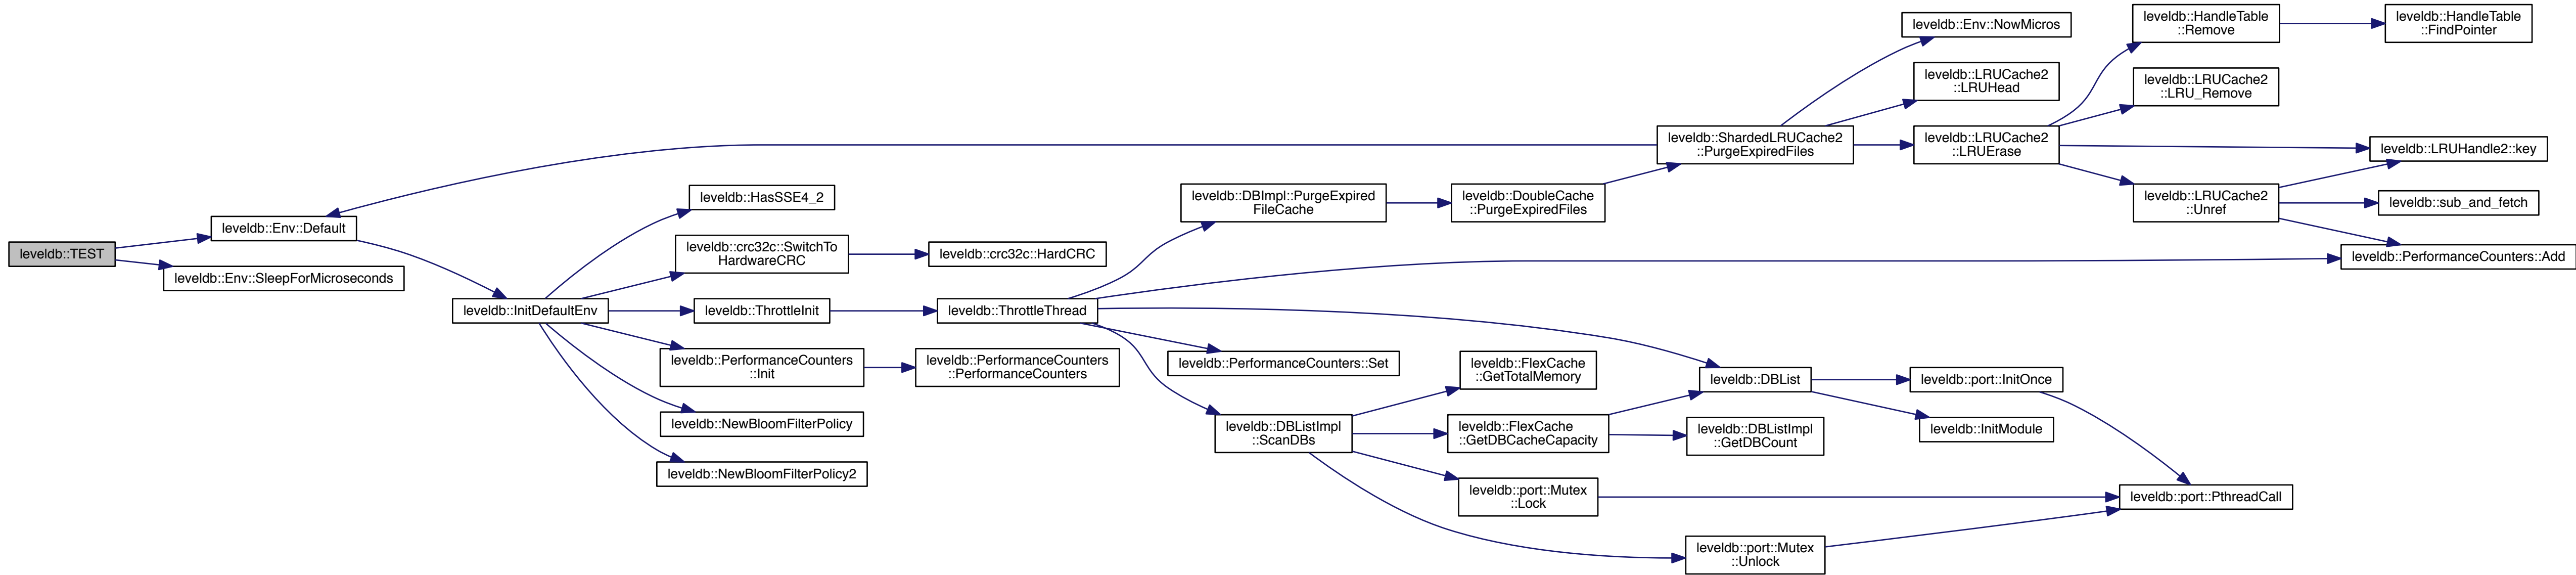 leveldb::TEST
leveldb::Env::Default
leveldb::Env::SleepForMicroseconds
leveldb::InitDefaultEnv
leveldb::HasSSE4_2
leveldb::crc32c::SwitchTo
HardwareCRC
leveldb::ThrottleInit
leveldb::PerformanceCounters
::Init
leveldb::NewBloomFilterPolicy
leveldb::NewBloomFilterPolicy2
leveldb::crc32c::HardCRC
leveldb::ThrottleThread
leveldb::PerformanceCounters
::PerformanceCounters
leveldb::DBImpl::PurgeExpired
FileCache
leveldb::PerformanceCounters::Set
leveldb::DBListImpl
::ScanDBs
leveldb::DoubleCache
::PurgeExpiredFiles
leveldb::FlexCache
::GetTotalMemory
leveldb::FlexCache
::GetDBCacheCapacity
leveldb::port::Mutex
::Lock
leveldb::ShardedLRUCache2
::PurgeExpiredFiles
leveldb::DBList
leveldb::DBListImpl
::GetDBCount
leveldb::port::Mutex
::Unlock
leveldb::Env::NowMicros
leveldb::LRUCache2
::LRUHead
leveldb::LRUCache2
::LRUErase
leveldb::port::InitOnce
leveldb::InitModule
leveldb::HandleTable
::Remove
leveldb::LRUCache2
::LRU_Remove
leveldb::LRUCache2
::Unref
leveldb::port::PthreadCall
leveldb::HandleTable
::FindPointer
leveldb::LRUHandle2::key
leveldb::sub_and_fetch
leveldb::PerformanceCounters::Add